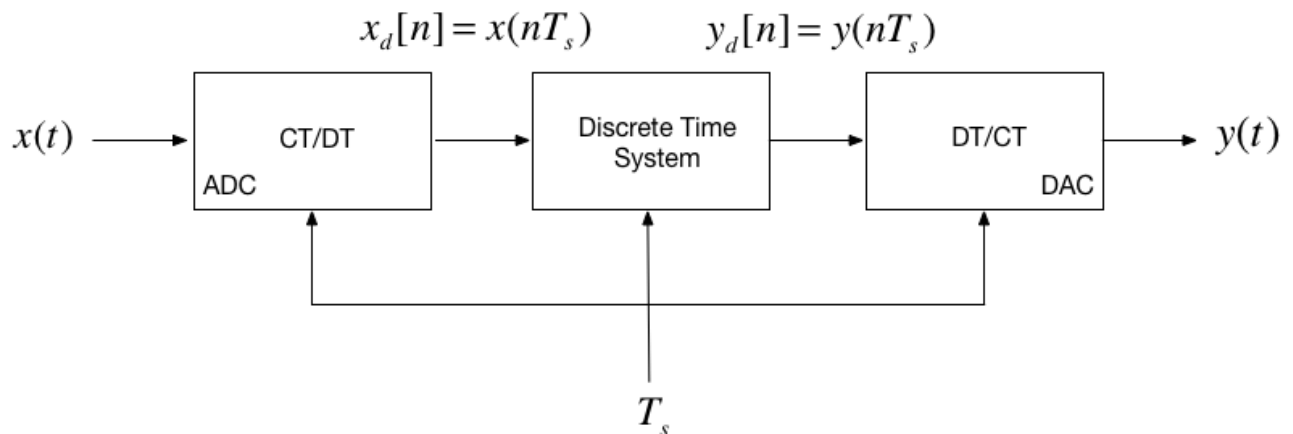 x_d[n] = x(nT_s) y_d[n] = y(nT_s)
x(t) CT/DT Discrete Time DT/CT y(t)
System
ADC DAC
T_s